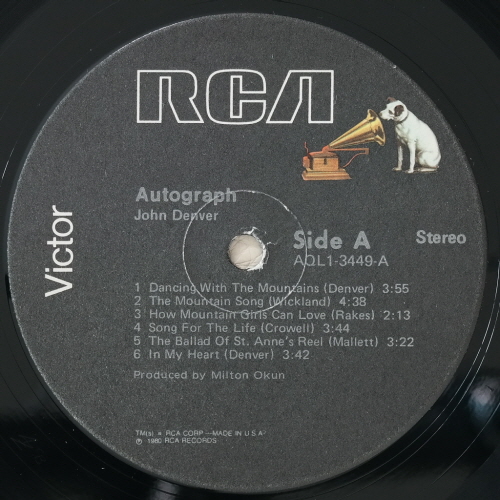 RCA
Victor
Autograph
John Denver
Side A
Stereo
AQL1-3449-A
1 Dancing With The Mountains (Denver) 3:55
2 The Mountain Song (Wickland) 4:38
3 How Mountain Girls Can Love (Rakes) 2:13
4 Song For The Life (Crowell) 3:44
5 The Ballad Of St. Anne's Reel (Mallett) 3:22
6 In My Heart (Denver) 3:42
Produced by Milton Okun
TM(s) ® RCA CORP —MADE IN U.S.A.
℗ 1980 RCA RECORDS